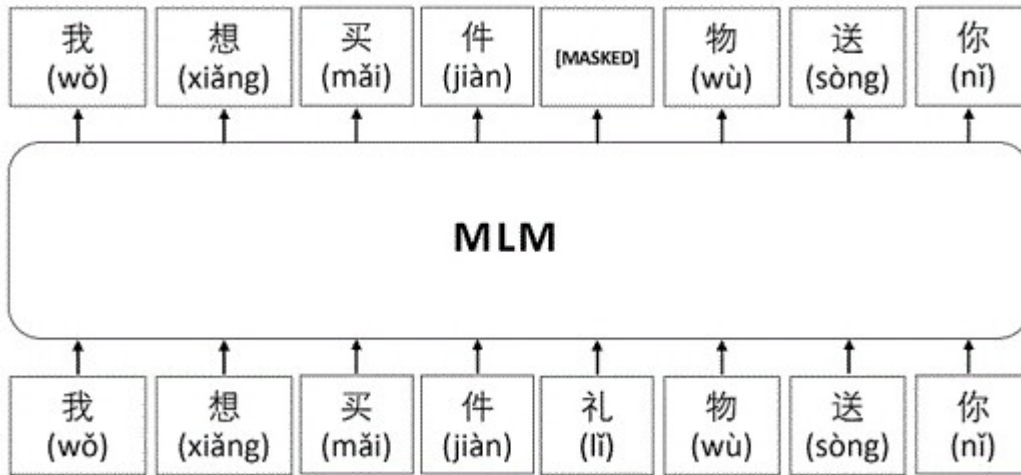 我 想 买 件 [MASKED] 物 送 你
(wǒ) (xiǎng) (mǎi) (jiàn) (wù) (sòng) (nǐ)
MLM
我 想 买 件 礼 物 送 你
(wǒ) (xiǎng) (mǎi) (jiàn) (lǐ) (wù) (sòng) (nǐ)